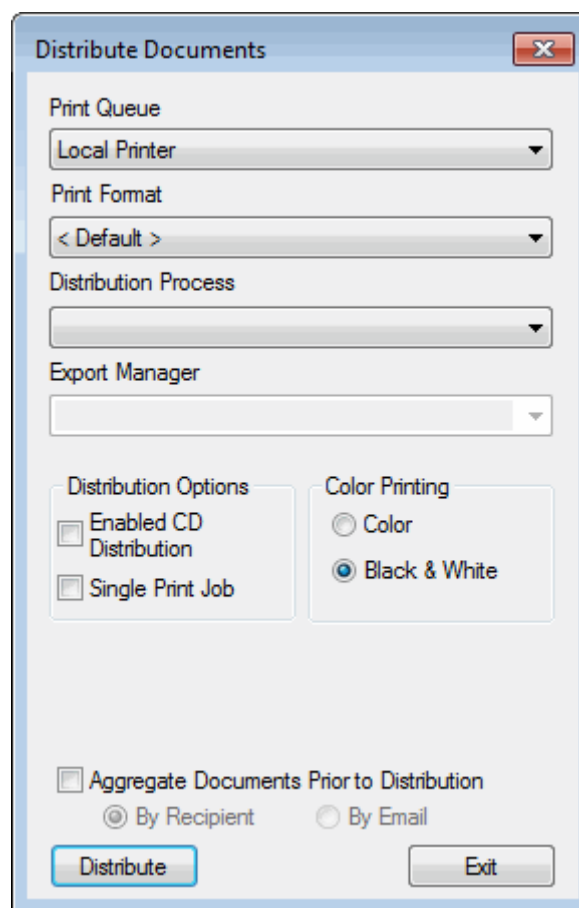 Distribute Documents
Print Queue
Local Printer
Print Format
< Default >
Distribution Process
Export Manager
Distribution Options
Enabled CD
Distribution
Single Print Job
Color Printing
Color
Black & White
Aggregate Documents Prior to Distribution
By Recipient
By Email
Distribute
Exit